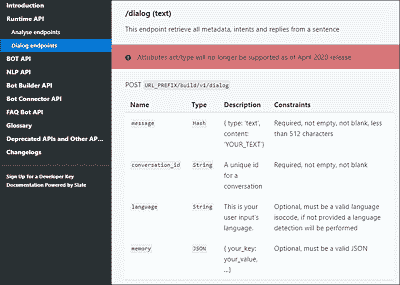 Introduction
Runtime API
Analyse endpoints
Dialog endpoints
BOT API
NLP API
Bot Builder API
Bot Connector API
FAQ Bot API
Glossary
Deprecated APIs and Other AP...
Changelogs
Sign Up for a Developer Key
Documentation Powered by Slate
/dialog (text)
This endpoint retrieve all metadata, intents and replies from a sentence
Attributes act/type will no longer be supported as of April 2020 release
POST URL_PREFIX/build/v1/dialog
Name Type Description Constraints
message Hash { type: 'text', Required, not empty, not blank, less
content: than 512 characters
'YOUR_TEXT'}
conversation_id String A unique id Required, not empty, not blank
for a
conversation
language String This is your Optional, must be a valid language
user input's isocode, if not provided a language
language. detection will be performed
memory JSON { your_key: Optional, must be a valid JSON
your_value,
...}